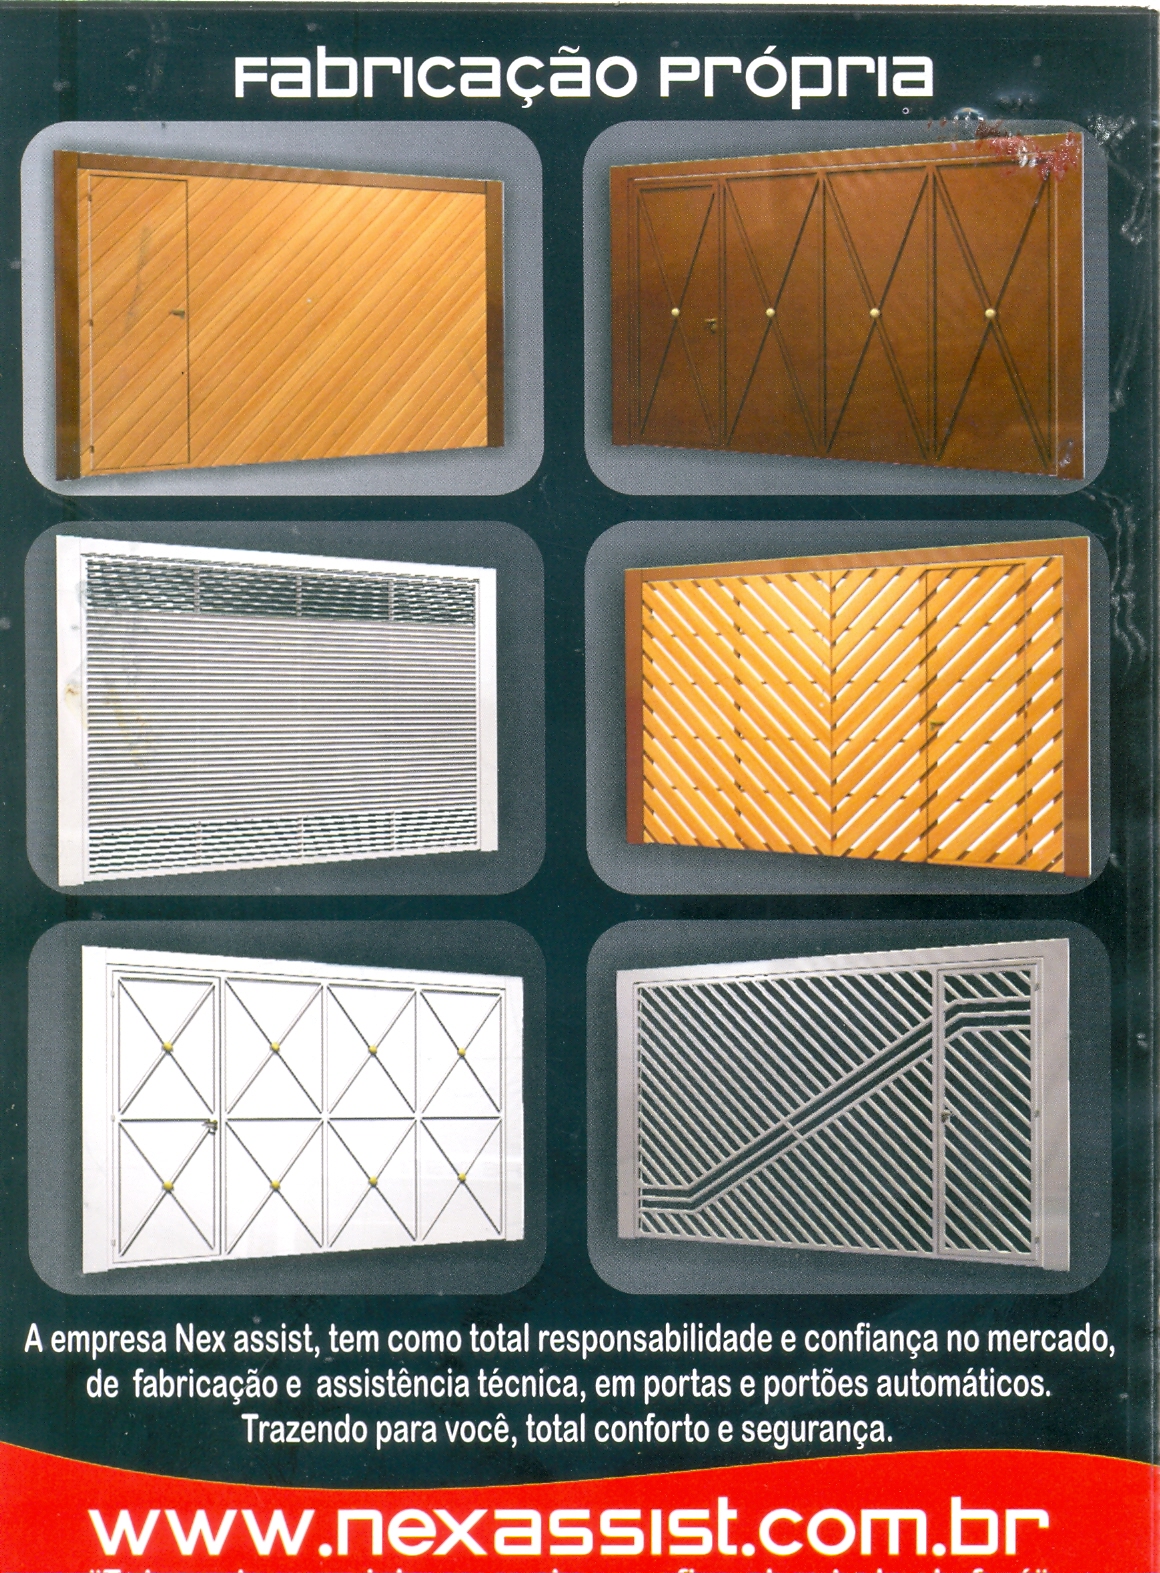 Fabricação Própria
A empresa Nex assist, tem como total responsabilidade e confiança no mercado,
de fabricação e assistência técnica, em portas e portões automáticos.
Trazendo para você, total conforto e segurança.
www.nexassist.com.br